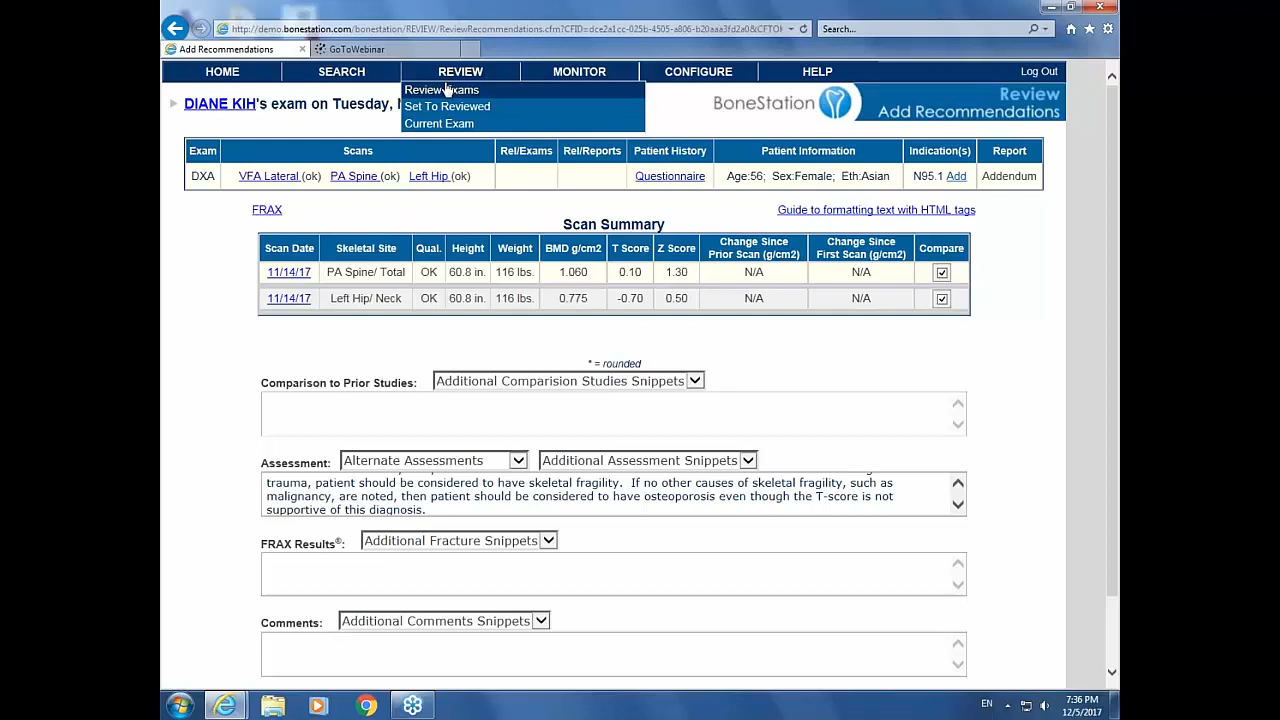 http://demo.bonestation.com/bonestation/REVIEW/ReviewRecommendations.cfm?CFID=dce2a1cc-025b-4505-a806-b20aaa3fd2a0&CFTOI
Search...
Add Recommendations
GoToWebinar
HOME SEARCH REVIEW MONITOR CONFIGURE HELP Log Out
Review Exams
Set To Reviewed
Current Exam
DIANE KIH's exam on Tuesday,
BoneStation
Review
Add Recommendations
Exam Scans Rel/Exams Rel/Reports Patient History Patient Information Indication(s) Report
DXA VFA Lateral (ok) PA Spine (ok) Left Hip (ok) Questionnaire Age:56; Sex:Female; Eth:Asian N95.1 Add Addendum
FRAX Guide to formatting text with HTML tags
Scan Summary
Scan Date Skeletal Site Qual. Height Weight BMD g/cm2 T Score Z Score Change Since Prior Scan (g/cm2) Change Since First Scan (g/cm2) Compare
11/14/17 PA Spine/ Total OK 60.8 in. 116 lbs. 1.060 0.10 1.30 N/A N/A
11/14/17 Left Hip/ Neck OK 60.8 in. 116 lbs. 0.775 -0.70 0.50 N/A N/A
* = rounded
Comparison to Prior Studies: Additional Comparision Studies Snippets
Assessment: Alternate Assessments Additional Assessment Snippets
trauma, patient should be considered to have skeletal fragility. If no other causes of skeletal fragility, such as
malignancy, are noted, then patient should be considered to have osteoporosis even though the T-score is not
supportive of this diagnosis.
FRAX Results®: Additional Fracture Snippets
Comments: Additional Comments Snippets
EN
7:36 PM
12/5/2017